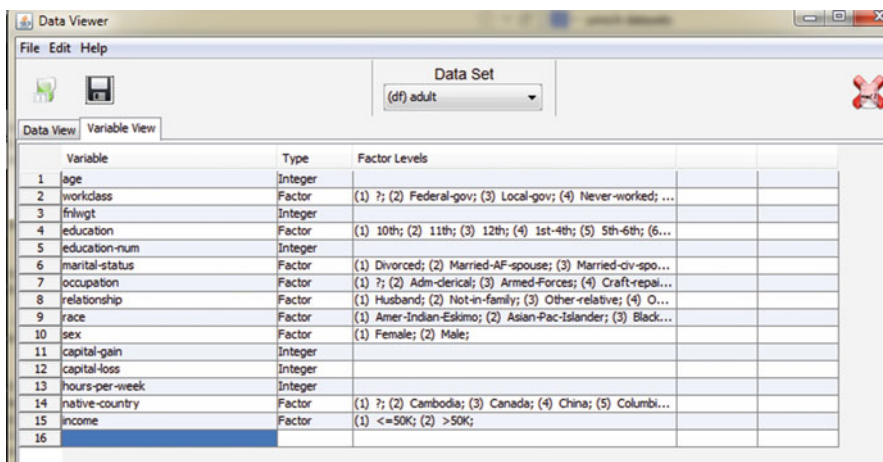 Data Viewer
File Edit Help
Data Set
(df) adult
Data View Variable View
Variable Type Factor Levels
1 age Integer
2 workclass Factor (1) ?; (2) Federal-gov; (3) Local-gov; (4) Never-worked; ...
3 fnlwgt Integer
4 education Factor (1) 10th; (2) 11th; (3) 12th; (4) 1st-4th; (5) 5th-6th; (6...
5 education-num Integer
6 marital-status Factor (1) Divorced; (2) Married-AF-spouse; (3) Married-civ-spo...
7 occupation Factor (1) ?; (2) Adm-clerical; (3) Armed-Forces; (4) Craft-repai...
8 relationship Factor (1) Husband; (2) Not-in-family; (3) Other-relative; (4) O...
9 race Factor (1) Amer-Indian-Eskimo; (2) Asian-Pac-Islander; (3) Black...
10 sex Factor (1) Female; (2) Male;
11 capital-gain Integer
12 capital-loss Integer
13 hours-per-week Integer
14 native-country Factor (1) ?; (2) Cambodia; (3) Canada; (4) China; (5) Columbi...
15 income Factor (1) <=50K; (2) >50K;
16